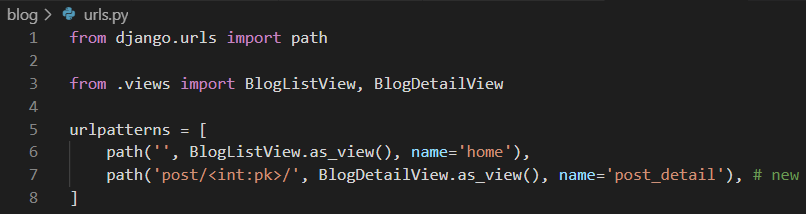 blog > urls.py
1 from django.urls import path
2
3 from .views import BlogListView, BlogDetailView
4
5 urlpatterns = [
6     path('', BlogListView.as_view(), name='home'),
7     path('post/<int:pk>/', BlogDetailView.as_view(), name='post_detail'), # new
8 ]